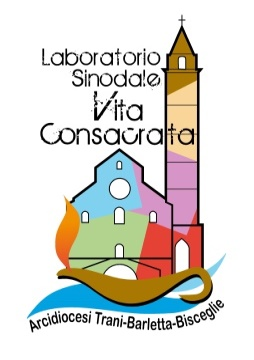 Laboratorio
Sinodale
Vita
Consacrata
Arcidiocesi Trani-Barletta-Bisceglie